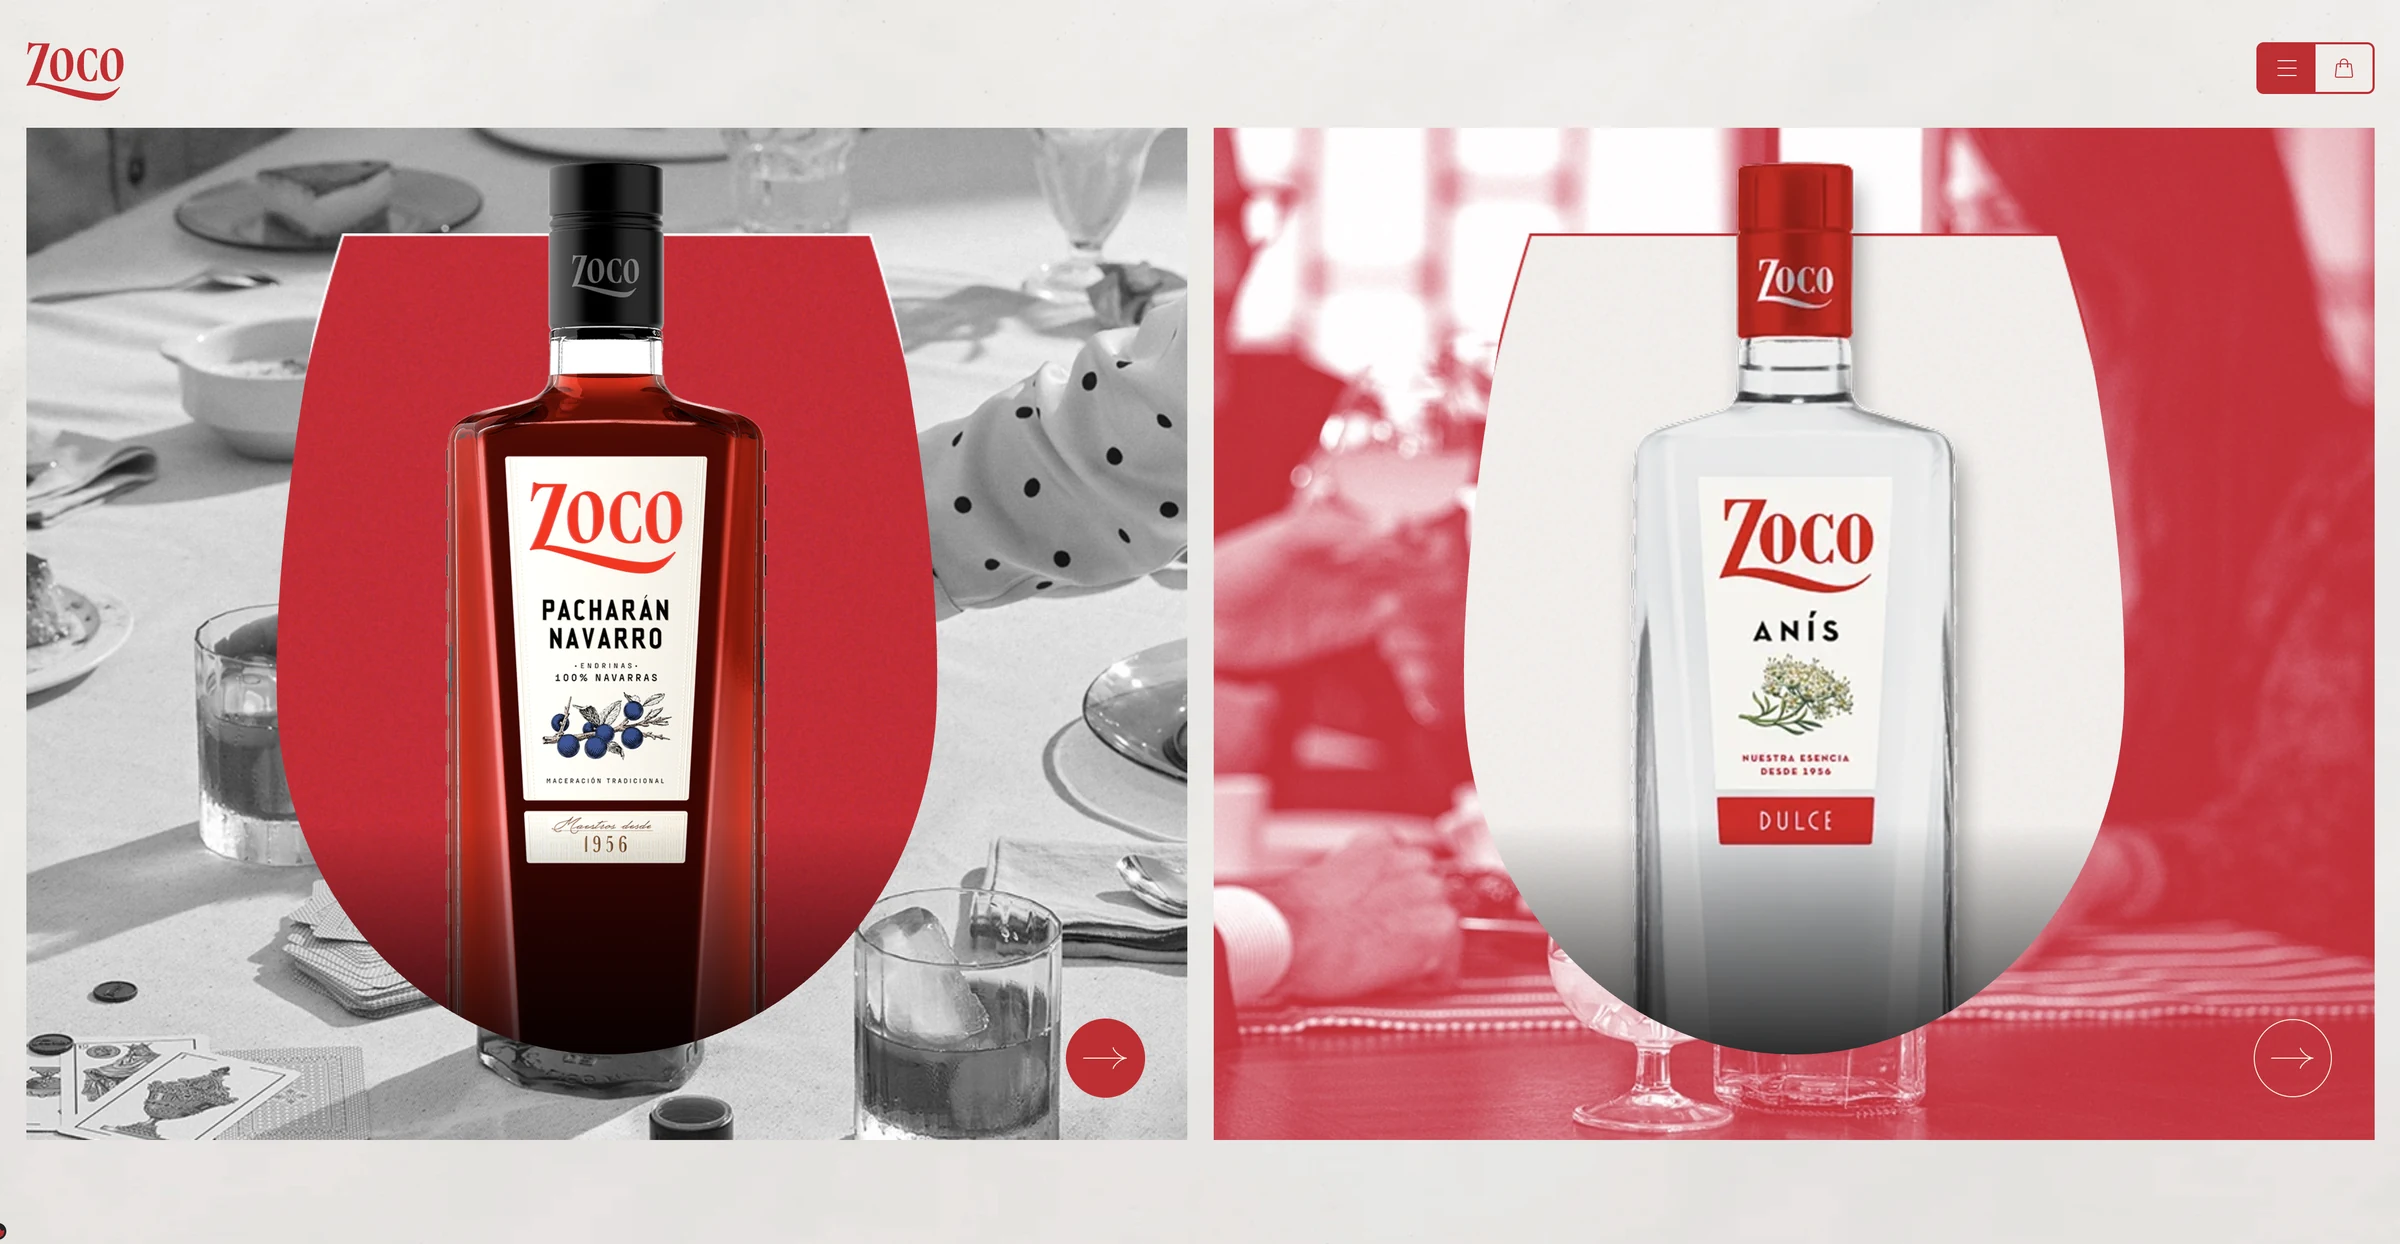 ZOCO
ZOCO
ZOCO
PACHARÁN
NAVARRO
·ENDRINAS·
100% NAVARRAS
MACERACIÓN TRADICIONAL
Maestros desde
1956
ZOCO
ZOCO
ANÍS
NUESTRA ESENCIA
DESDE 1956
DULCE